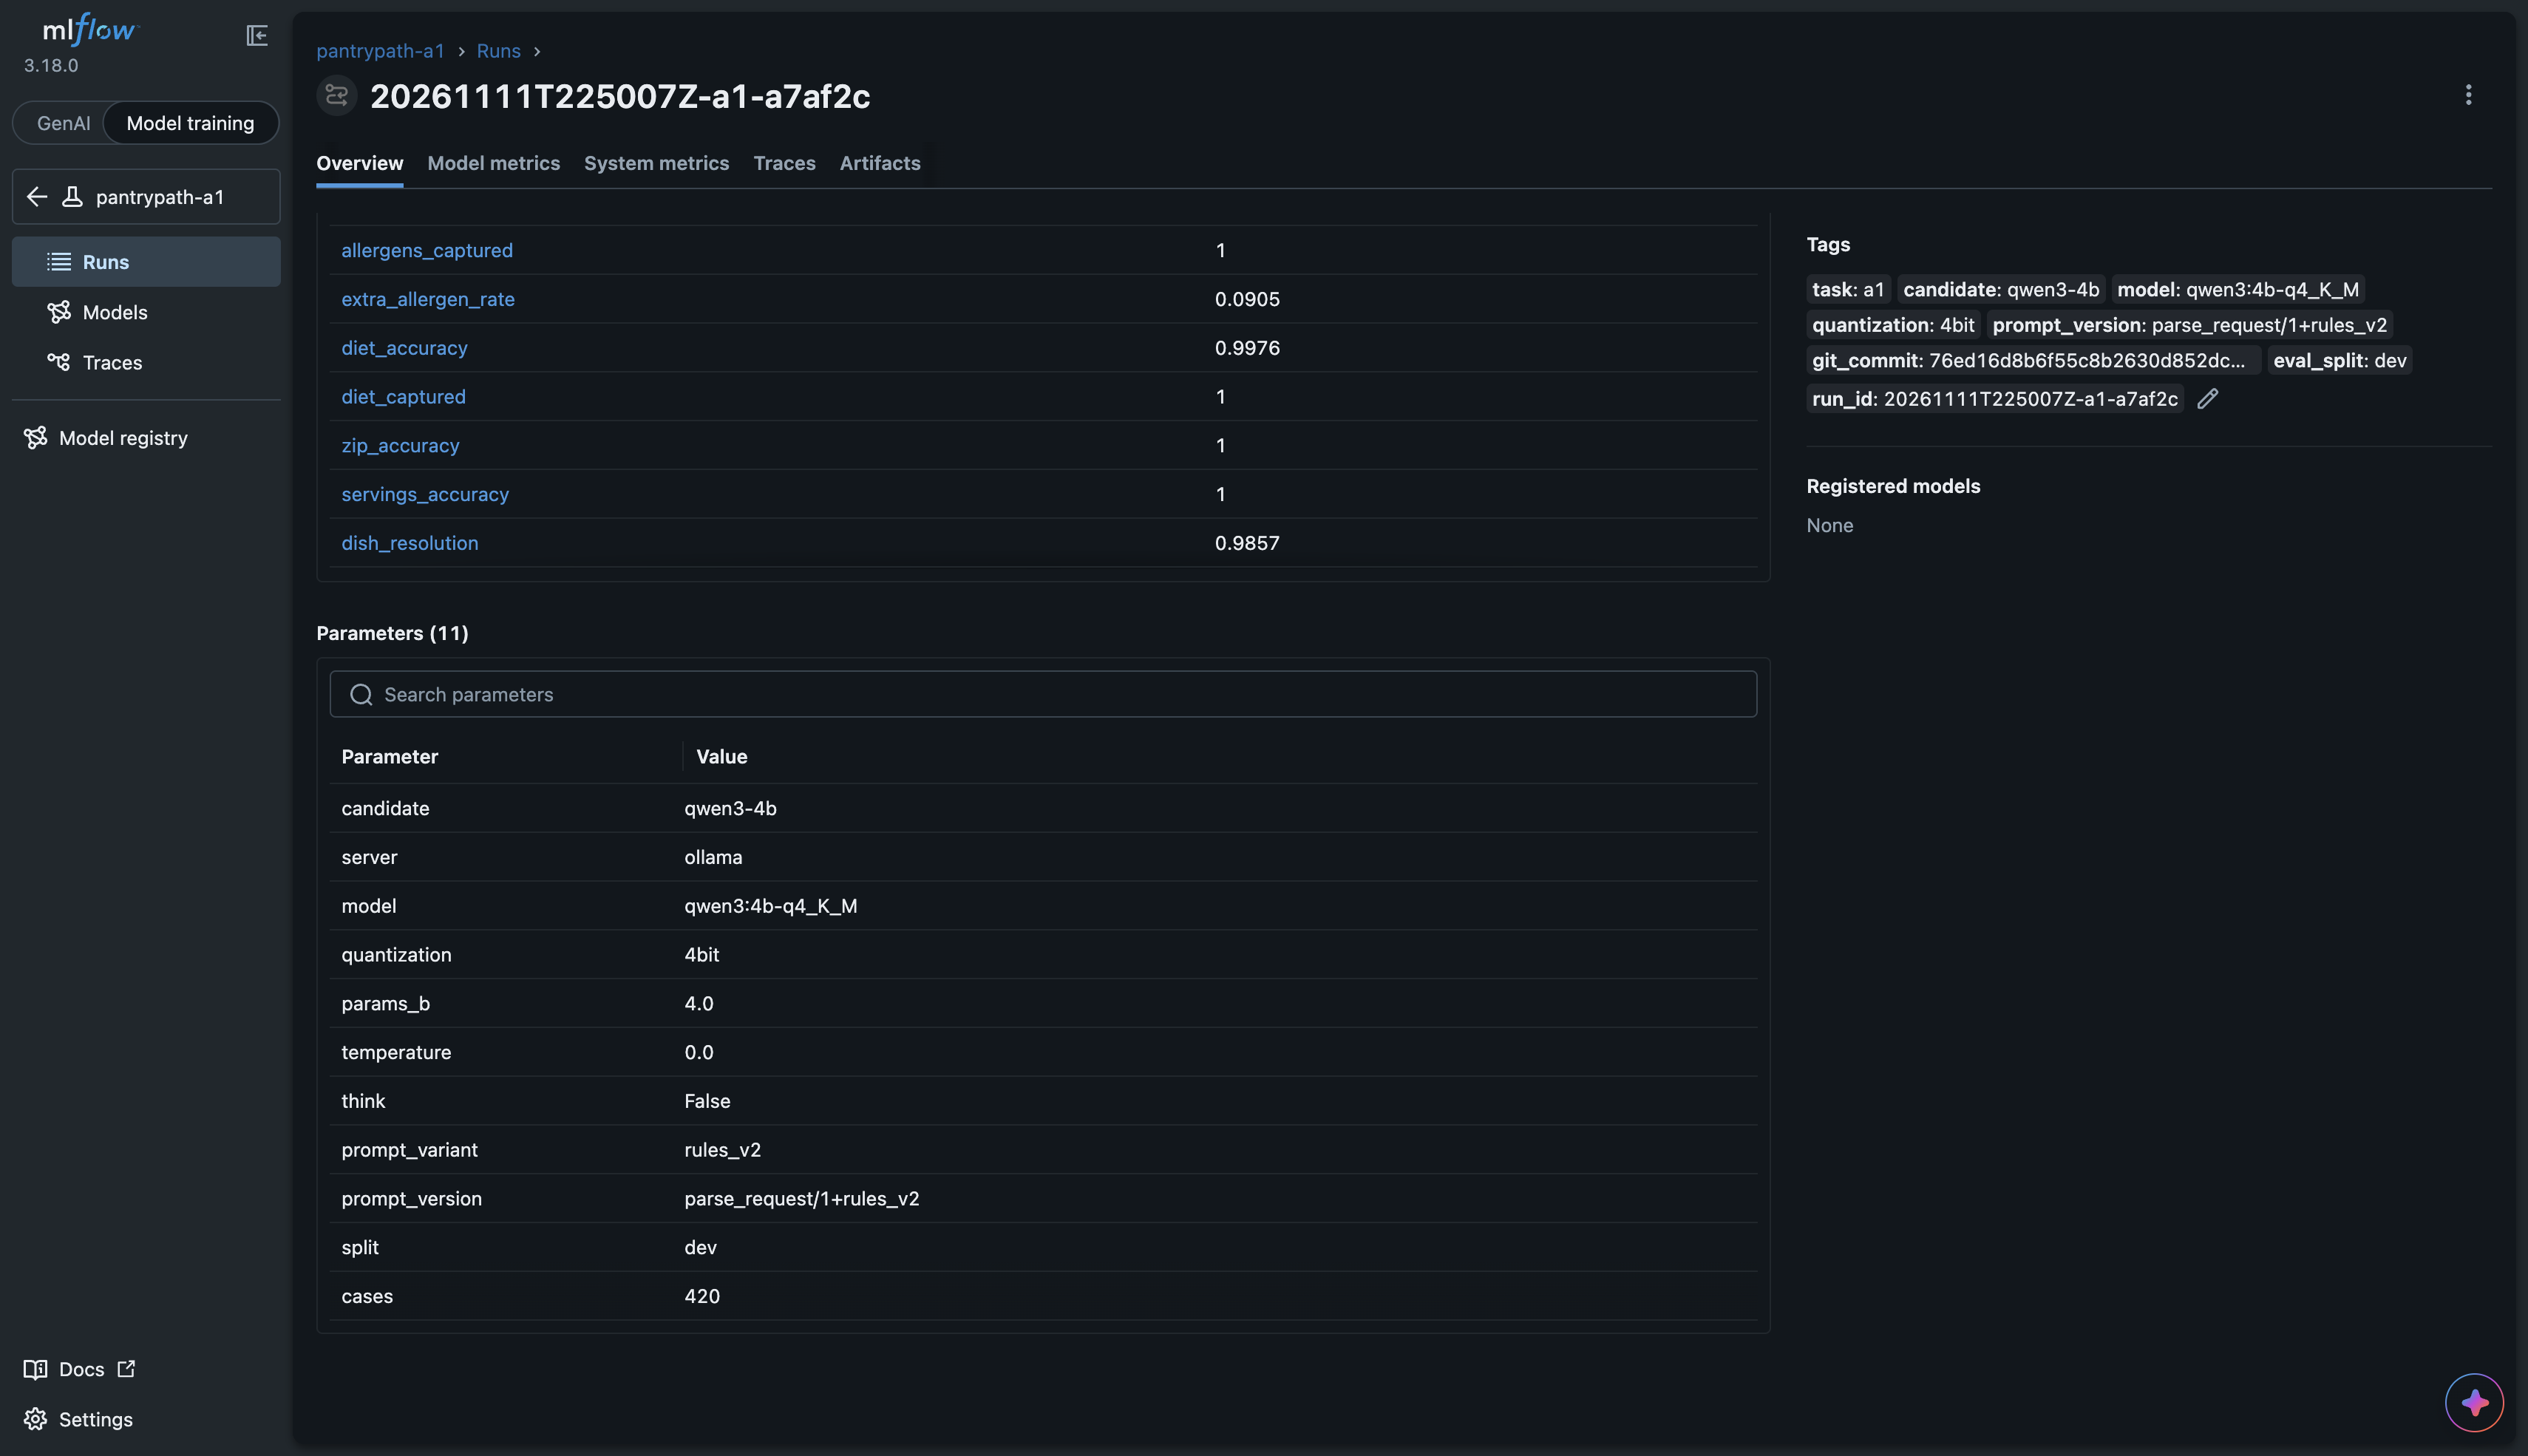 mlflow
3.18.0
GenAI
Model training
pantrypath-a1
Runs
Models
Traces
Model registry
Docs
Settings
pantrypath-a1 › Runs ›
20261111T225007Z-a1-a7af2c
Overview Model metrics System metrics Traces Artifacts
allergens_captured 1
extra_allergen_rate 0.0905
diet_accuracy 0.9976
diet_captured 1
zip_accuracy 1
servings_accuracy 1
dish_resolution 0.9857
Parameters (11)
Search parameters
Parameter Value
candidate qwen3-4b
server ollama
model qwen3:4b-q4_K_M
quantization 4bit
params_b 4.0
temperature 0.0
think False
prompt_variant rules_v2
prompt_version parse_request/1+rules_v2
split dev
cases 420
Tags
task: a1 candidate: qwen3-4b model: qwen3:4b-q4_K_M
quantization: 4bit prompt_version: parse_request/1+rules_v2
git_commit: 76ed16d8b6f55c8b2630d852dc... eval_split: dev
run_id: 20261111T225007Z-a1-a7af2c
Registered models
None